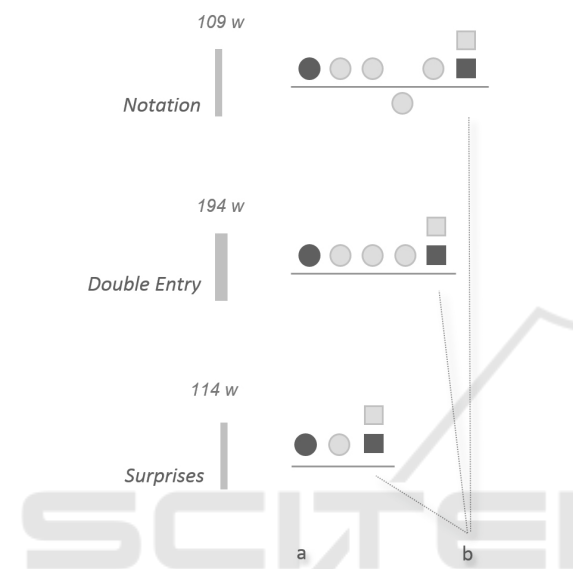 109 w
Notation
194 w
Double Entry
114 w
Surprises
a
b